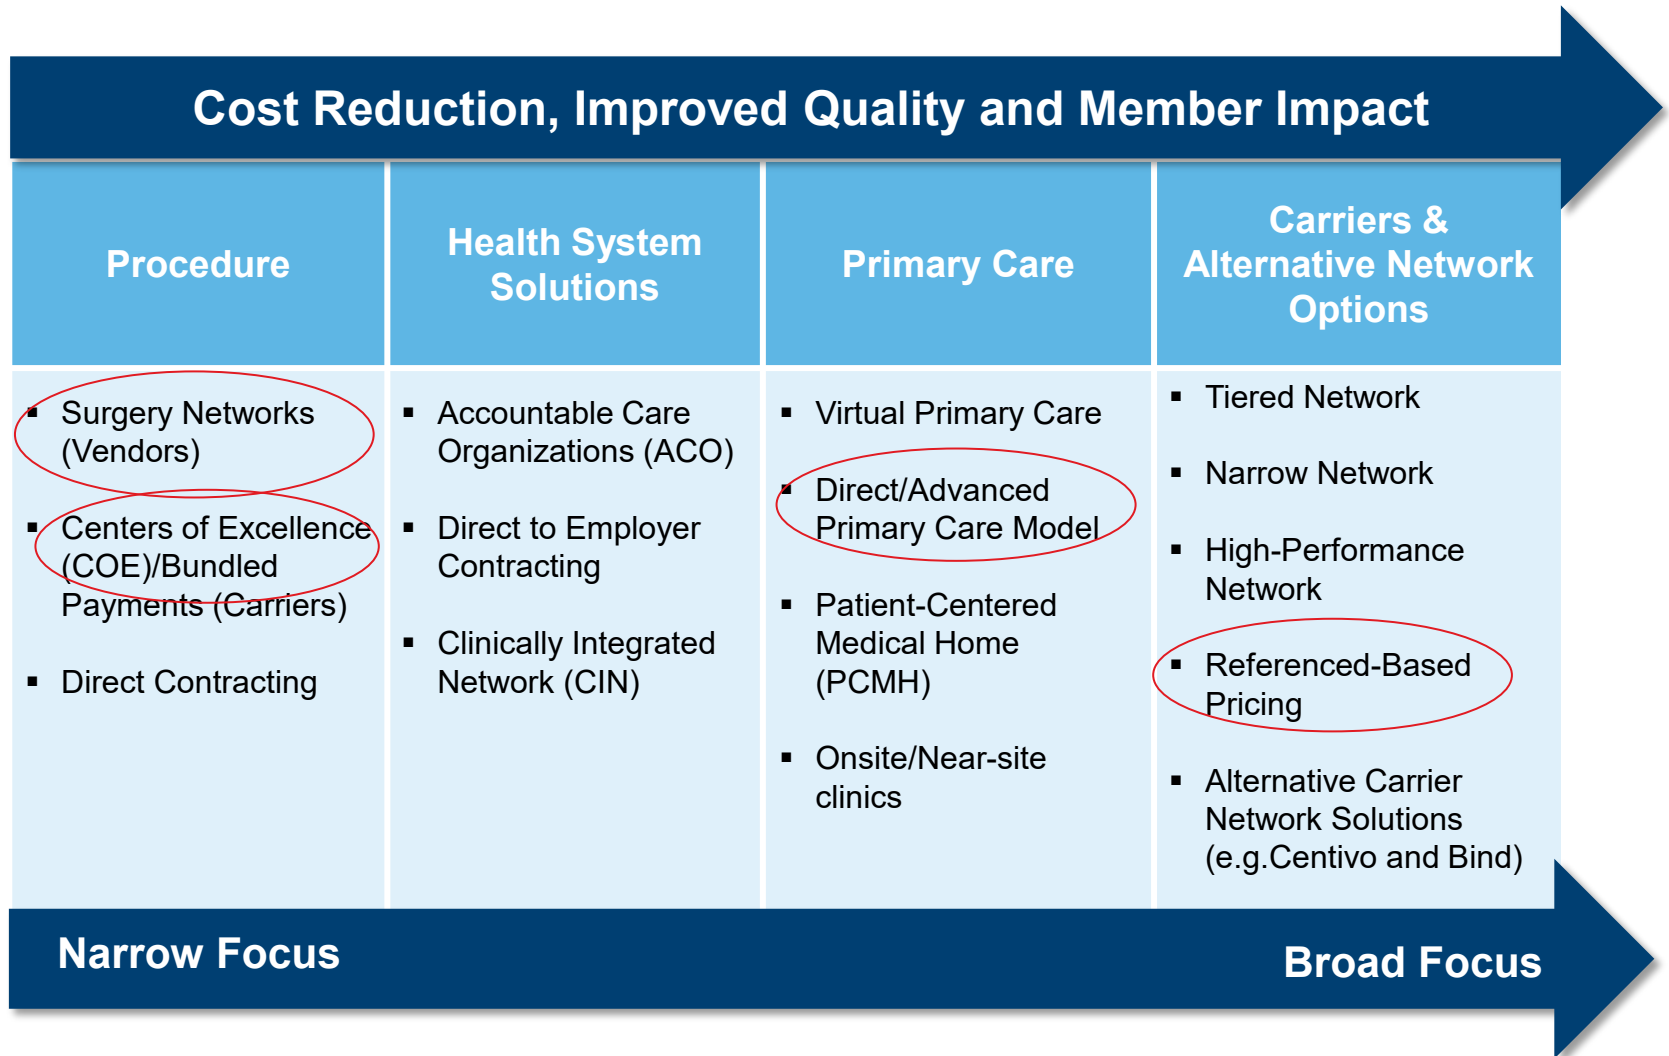 Cost Reduction, Improved Quality and Member Impact
Procedure
Health System
Solutions
Primary Care
Carriers &
Alternative Network
Options
▪ Surgery Networks
(Vendors)
▪ Centers of Excellence
(COE)/Bundled
Payments (Carriers)
▪ Direct Contracting
▪ Accountable Care
Organizations (ACO)
▪ Direct to Employer
Contracting
▪ Clinically Integrated
Network (CIN)
▪ Virtual Primary Care
▪ Direct/Advanced
Primary Care Model
▪ Patient-Centered
Medical Home
(PCMH)
▪ Onsite/Near-site
clinics
▪ Tiered Network
▪ Narrow Network
▪ High-Performance
Network
▪ Referenced-Based
Pricing
▪ Alternative Carrier
Network Solutions
(e.g.Centivo and Bind)
Narrow Focus
Broad Focus